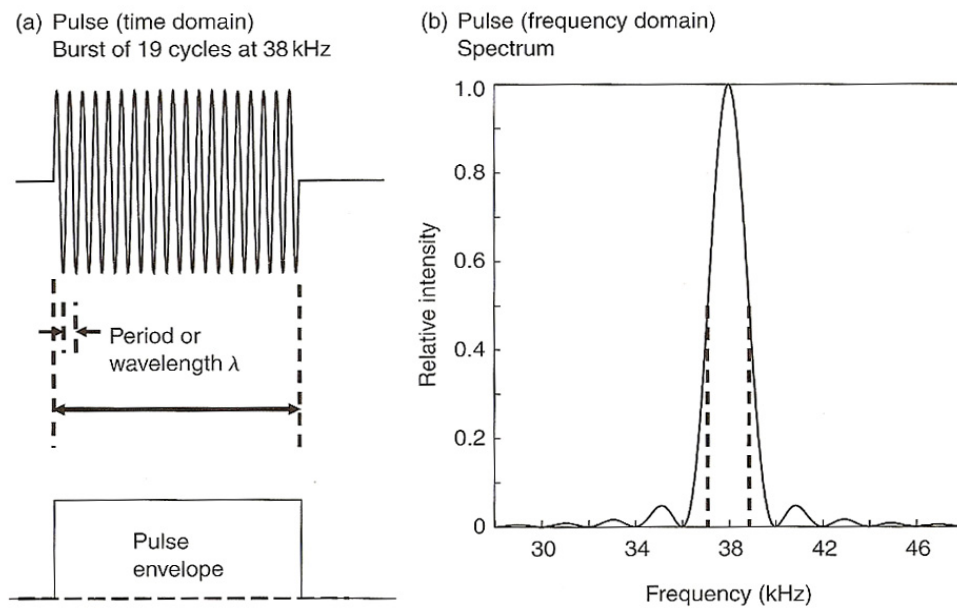 (a) Pulse (time domain)
Burst of 19 cycles at 38 kHz
Period or
wavelength λ
Pulse
envelope
(b) Pulse (frequency domain)
Spectrum
1.0
0.8
0.6
0.4
0.2
0
Relative intensity
30 34 38 42 46
Frequency (kHz)